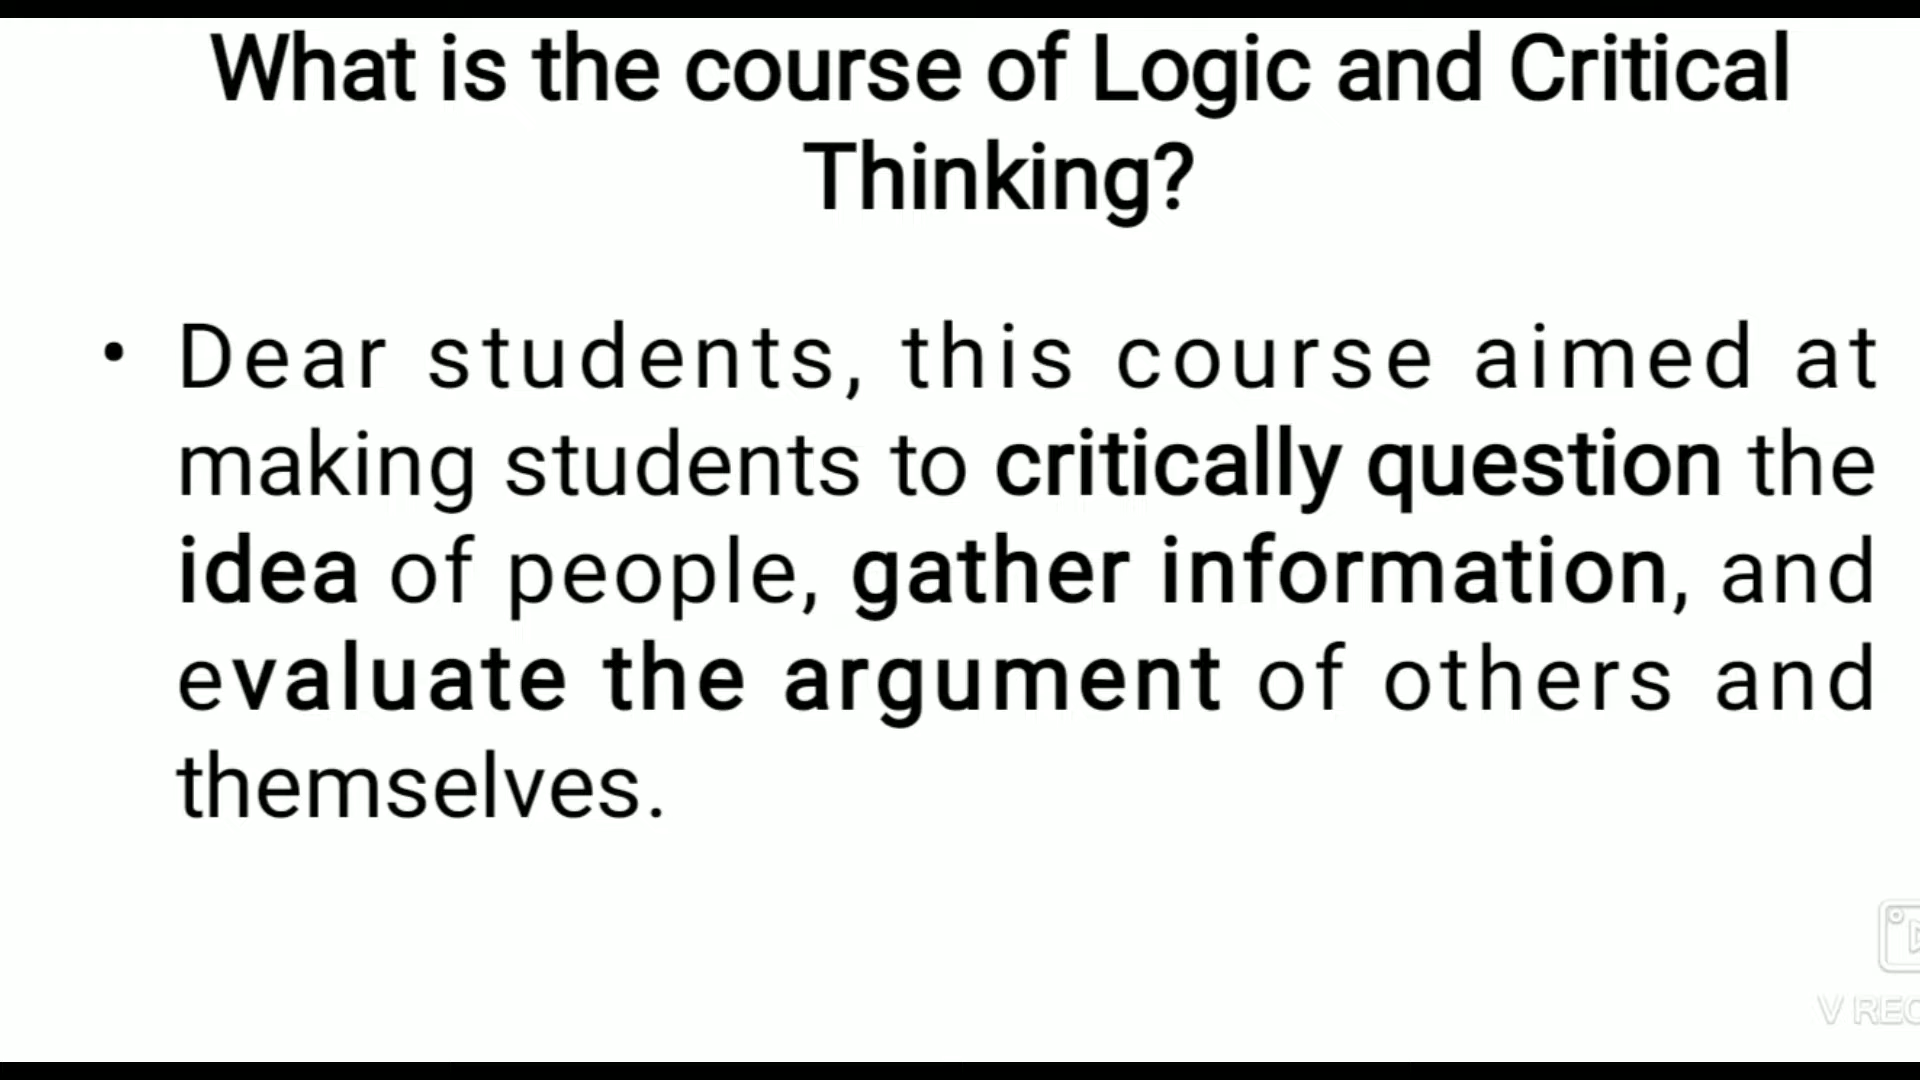 What is the course of Logic and Critical
Thinking?
• Dear students, this course aimed at
making students to critically question the
idea of people, gather information, and
evaluate the argument of others and
themselves.
V REC